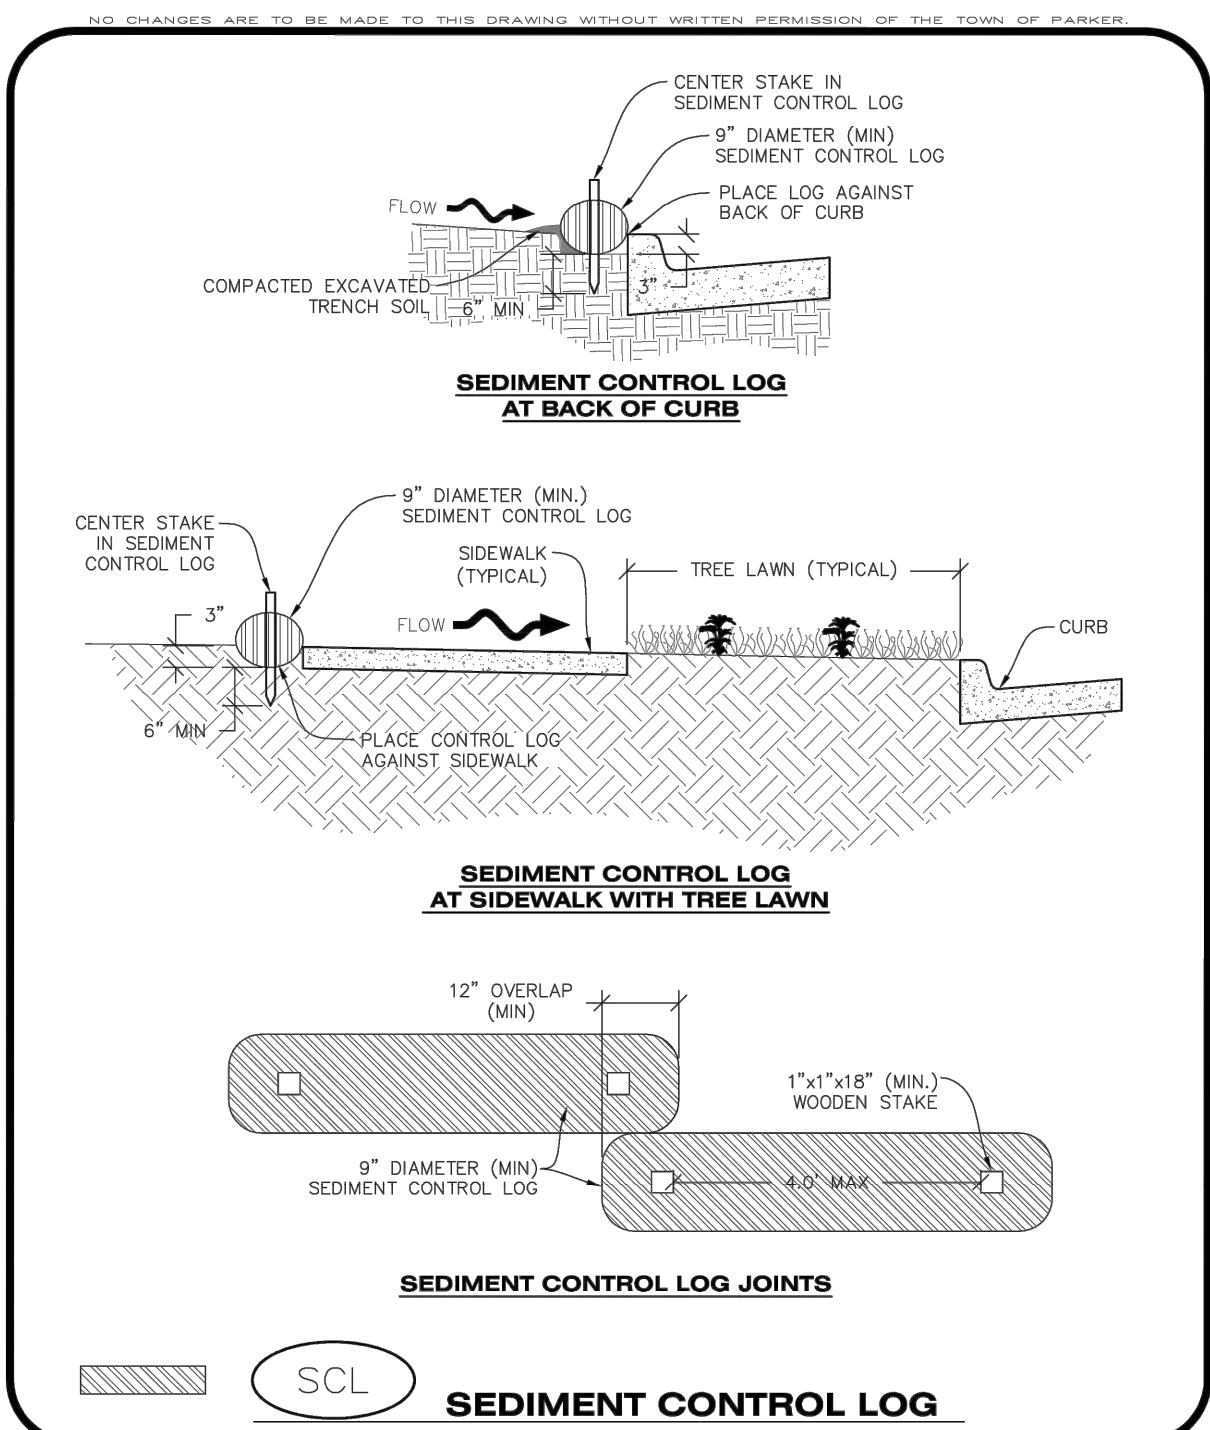 NO CHANGES ARE TO BE MADE TO THIS DRAWING WITHOUT WRITTEN PERMISSION OF THE TOWN OF PARKER.
CENTER STAKE IN
SEDIMENT CONTROL LOG
9" DIAMETER (MIN)
SEDIMENT CONTROL LOG
PLACE LOG AGAINST
BACK OF CURB
FLOW
COMPACTED EXCAVATED
TRENCH SOIL
6" MIN
3"
SEDIMENT CONTROL LOG
AT BACK OF CURB
9" DIAMETER (MIN.)
SEDIMENT CONTROL LOG
CENTER STAKE
IN SEDIMENT
CONTROL LOG
SIDEWALK
(TYPICAL)
TREE LAWN (TYPICAL)
3"
FLOW
CURB
6" MIN
PLACE CONTROL LOG
AGAINST SIDEWALK
SEDIMENT CONTROL LOG
AT SIDEWALK WITH TREE LAWN
12" OVERLAP
(MIN)
1"x1"x18" (MIN.)
WOODEN STAKE
9" DIAMETER (MIN)
SEDIMENT CONTROL LOG
4.0' MAX
SEDIMENT CONTROL LOG JOINTS
SCL
SEDIMENT CONTROL LOG